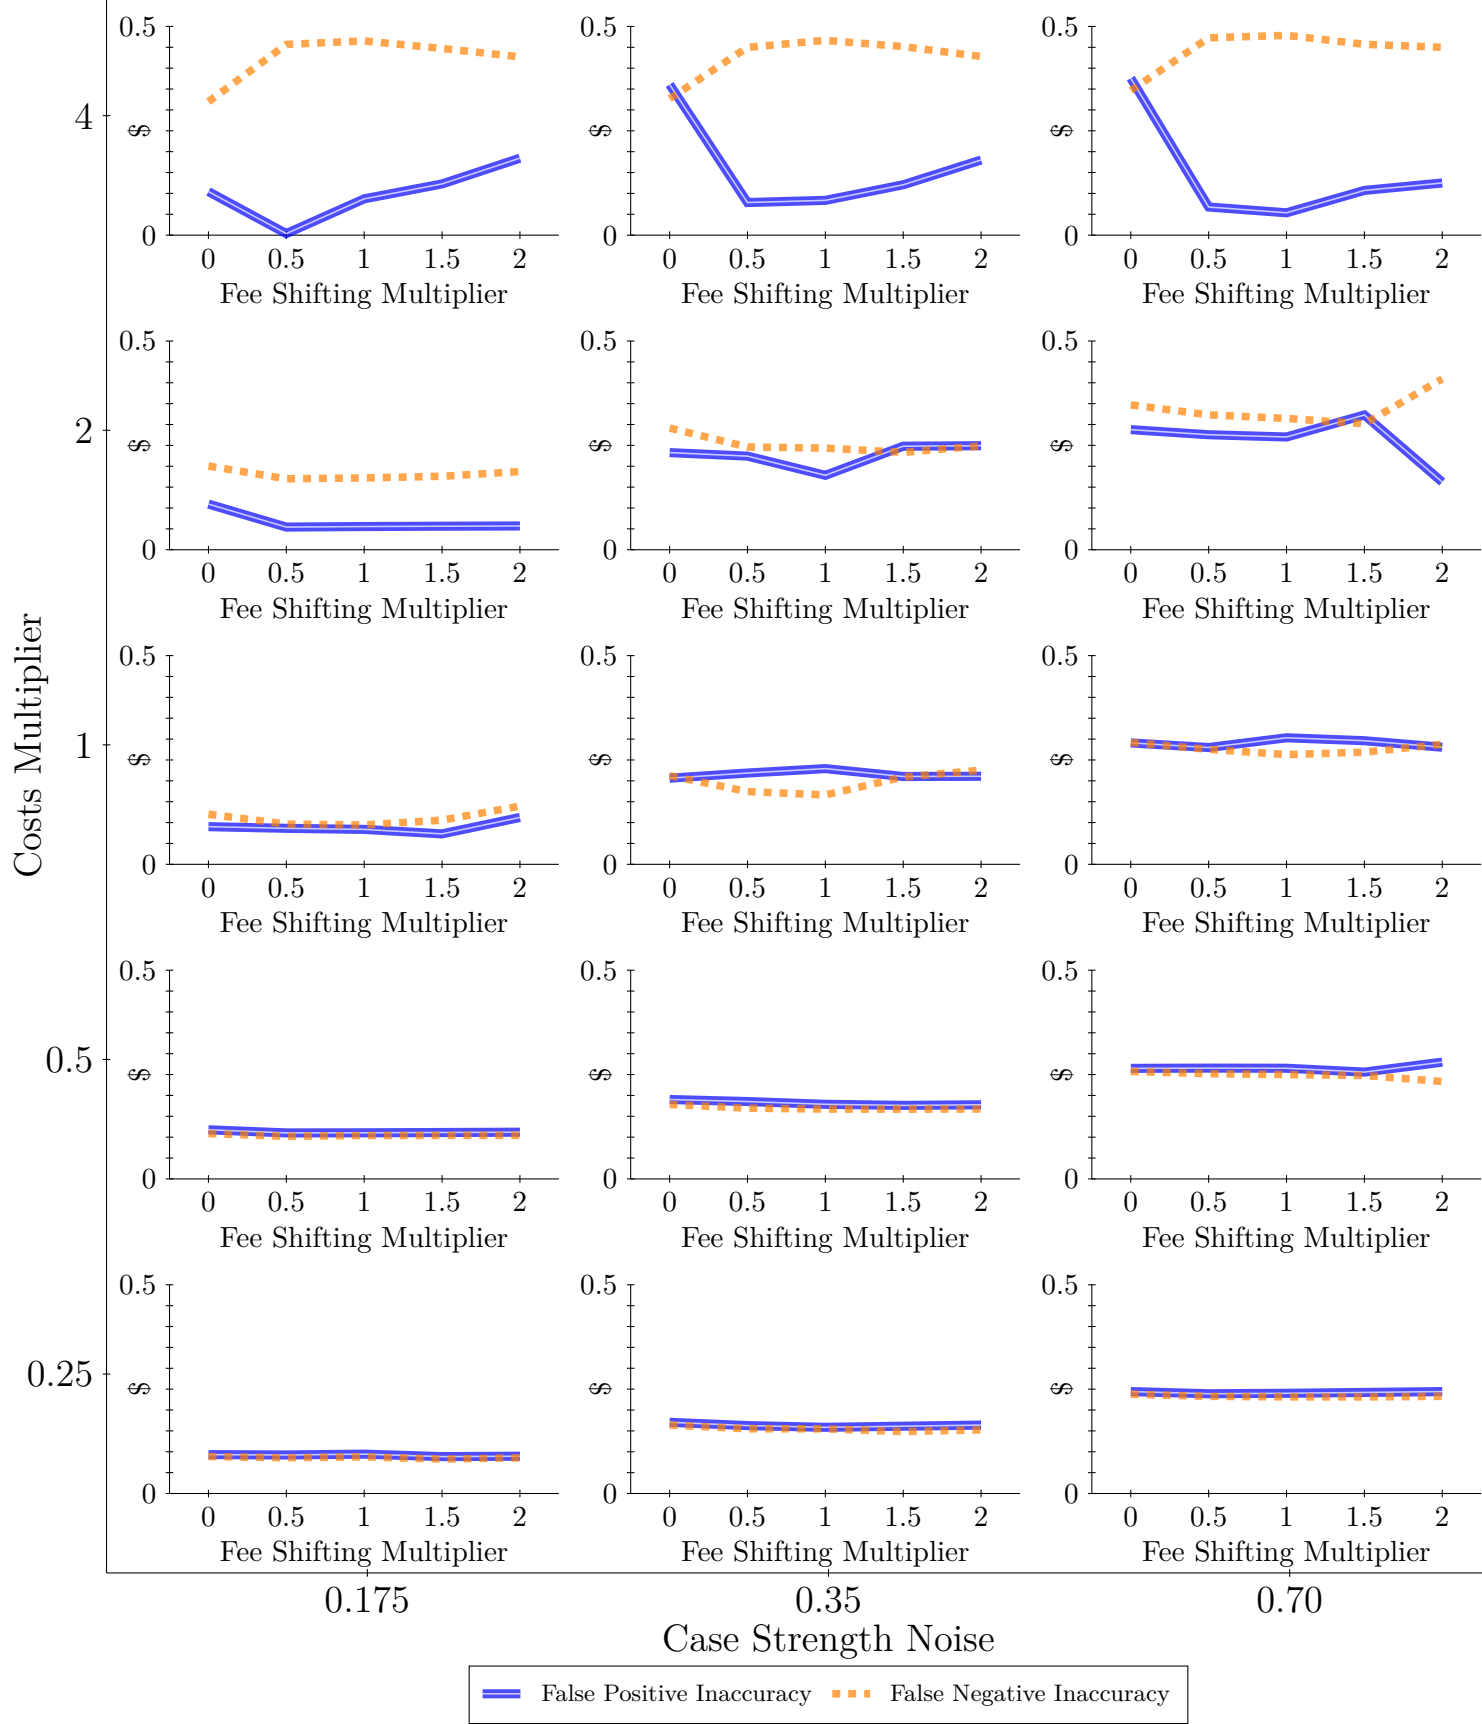 0.5 0.5 0.5
4 $ $ $
0 0 0
0 0.5 1 1.5 2 0 0.5 1 1.5 2 0 0.5 1 1.5 2
Fee Shifting Multiplier Fee Shifting Multiplier Fee Shifting Multiplier
0.5 0.5 0.5
2 $ $ $
0 0 0
0 0.5 1 1.5 2 0 0.5 1 1.5 2 0 0.5 1 1.5 2
Fee Shifting Multiplier Fee Shifting Multiplier Fee Shifting Multiplier
Costs Multiplier
0.5 0.5 0.5
1 $ $ $
0 0 0
0 0.5 1 1.5 2 0 0.5 1 1.5 2 0 0.5 1 1.5 2
Fee Shifting Multiplier Fee Shifting Multiplier Fee Shifting Multiplier
0.5 0.5 0.5
0.5 $ $ $
0 0 0
0 0.5 1 1.5 2 0 0.5 1 1.5 2 0 0.5 1 1.5 2
Fee Shifting Multiplier Fee Shifting Multiplier Fee Shifting Multiplier
0.5 0.5 0.5
0.25 $ $ $
0 0 0
0 0.5 1 1.5 2 0 0.5 1 1.5 2 0 0.5 1 1.5 2
Fee Shifting Multiplier Fee Shifting Multiplier Fee Shifting Multiplier
0.175 0.35 0.70
Case Strength Noise
False Positive Inaccuracy False Negative Inaccuracy